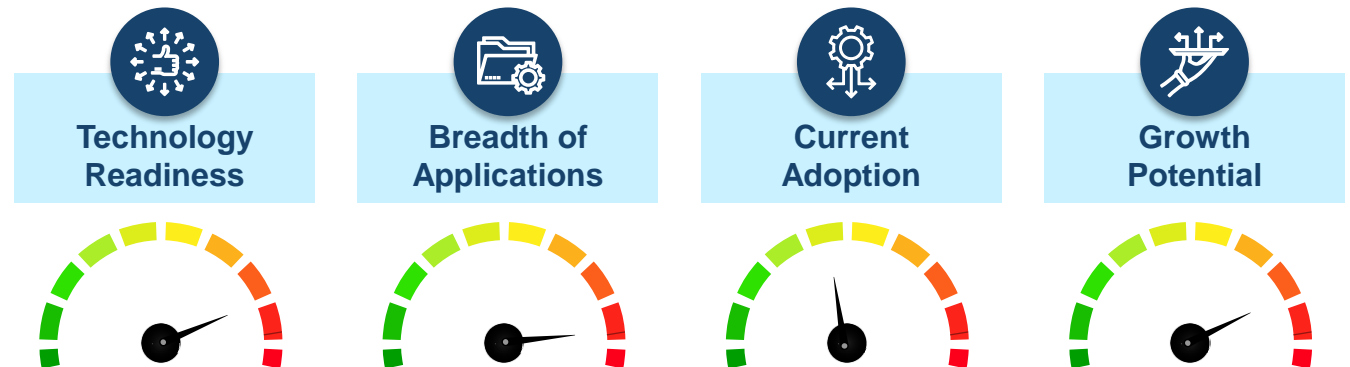 Technology
Readiness
Breadth of
Applications
Current
Adoption
Growth
Potential